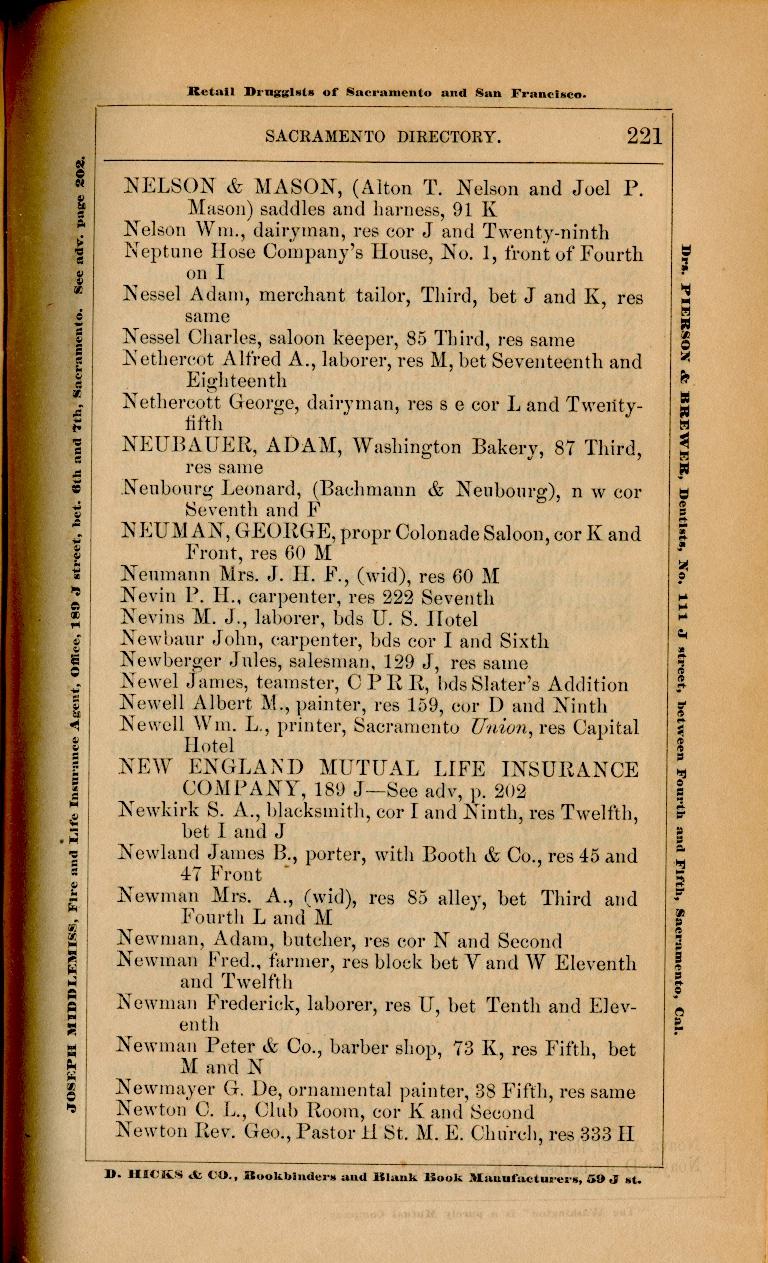 Retail Druggists of Sacramento and San Francisco.
SACRAMENTO DIRECTORY. 221
NELSON & MASON, (Alton T. Nelson and Joel P.
Mason) saddles and harness, 91 K
Nelson Wm., dairyman, res cor J and Twenty-ninth
Neptune Hose Company's House, No. 1, front of Fourth
on I
Nessel Adam, merchant tailor, Third, bet J and K, res
same
Nessel Charles, saloon keeper, 85 Third, res same
Nethercot Alfred A., laborer, res M, bet Seventeenth and
Eighteenth
Nethercott George, dairyman, res s e cor L and Twenty-
fifth
NEUBAUER, ADAM, Washington Bakery, 87 Third,
res same
Neubourg Leonard, (Bachmann & Neubourg), n w cor
Seventh and F
NEUMAN, GEORGE, propr Colonade Saloon, cor K and
Front, res 60 M
Neumann Mrs. J. H. F., (wid), res 60 M
Nevin P. H., carpenter, res 222 Seventh
Nevins M. J., laborer, bds U. S. Hotel
Newbaur John, carpenter, bds cor I and Sixth
Newberger Jules, salesman, 129 J, res same
Newel James, teamster, C P R R, bds Slater's Addition
Newell Albert M., painter, res 159, cor D and Ninth
Newell Wm. L., printer, Sacramento Union, res Capital
Hotel
NEW ENGLAND MUTUAL LIFE INSURANCE
COMPANY, 189 J—See adv, p. 202
Newkirk S. A., blacksmith, cor I and Ninth, res Twelfth,
bet I and J
Newland James B., porter, with Booth & Co., res 45 and
47 Front
Newman Mrs. A., (wid), res 85 alley, bet Third and
Fourth L and M
Newman, Adam, butcher, res cor N and Second
Newman Fred., farmer, res block bet V and W Eleventh
and Twelfth
Newman Frederick, laborer, res U, bet Tenth and Elev-
enth
Newman Peter & Co., barber shop, 73 K, res Fifth, bet
M and N
Newmayer G. De, ornamental painter, 38 Fifth, res same
Newton C. L., Club Room, cor K and Second
Newton Rev. Geo., Pastor H St. M. E. Church, res 333 H
D. HICKS & CO., Bookbinders and Blank Book Manufacturers, 59 J st.
JOSEPH MIDDLEMISS, Fire and Life Insurance Agent, Office, 189 J street, bet. 6th and 7th, Sacramento. See adv. page 202.
Drs. PIERSON & BREWER, Dentists, No. 111 J street, between Fourth and Fifth, Sacramento, Cal.